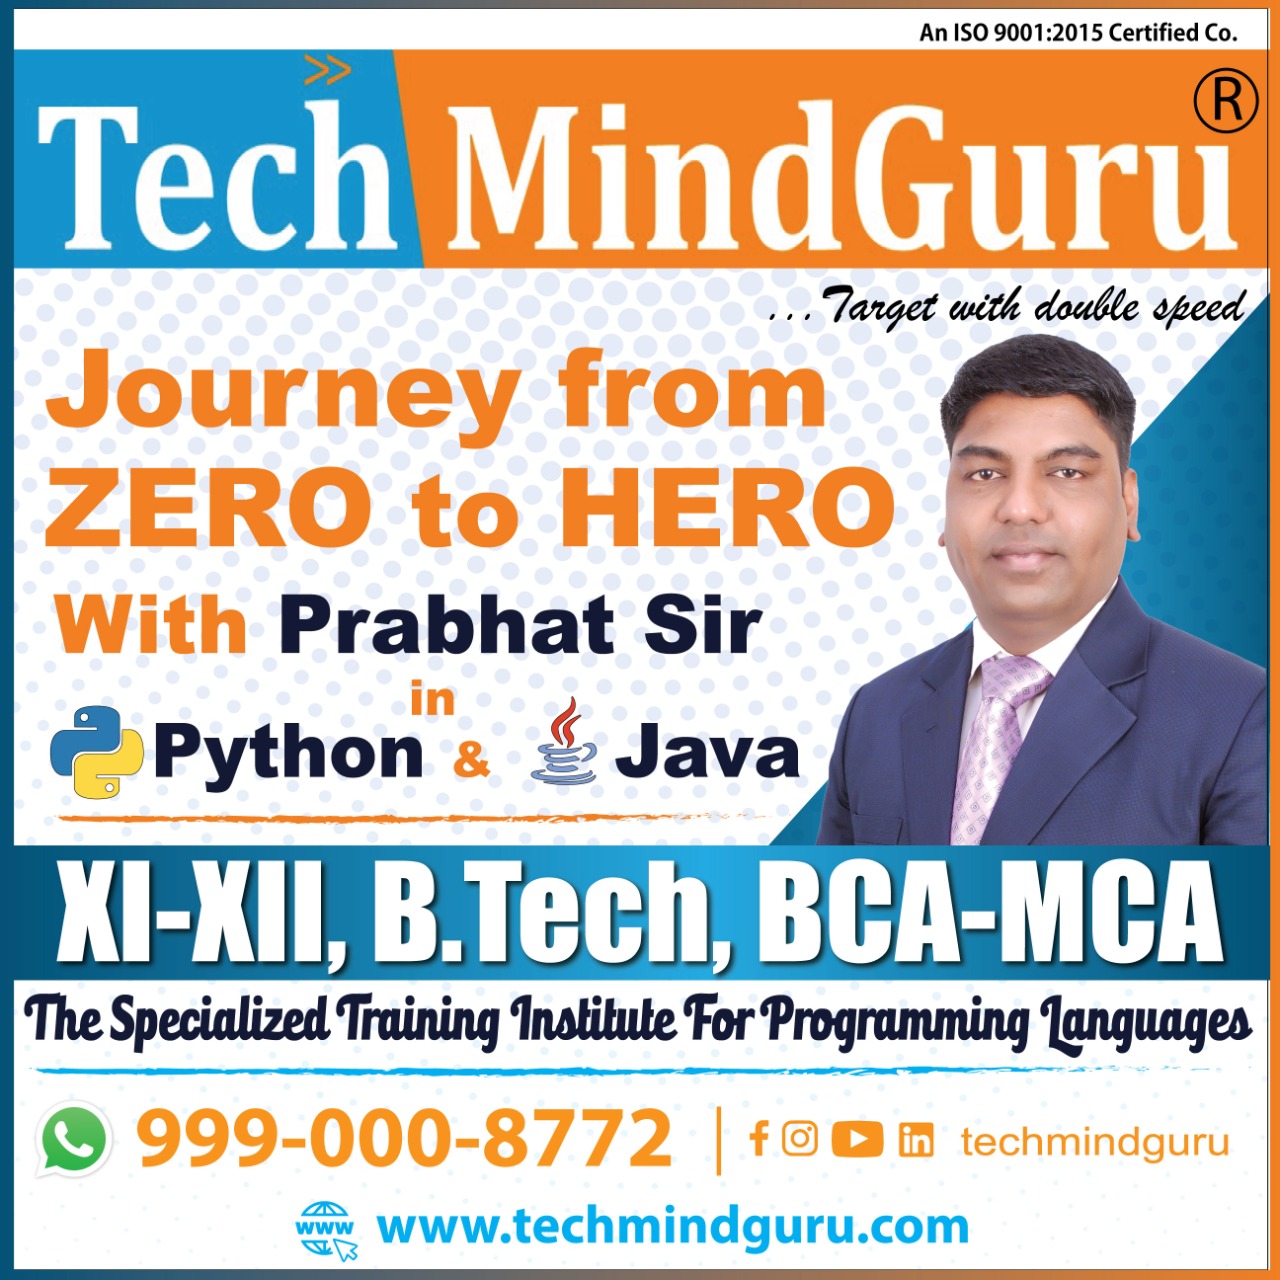 An ISO 9001:2015 Certified Co.
Tech MindGuru ®
...Target with double speed
Journey from
ZERO to HERO
With Prabhat Sir
in
Python & Java
XI-XII, B.Tech, BCA-MCA
The Specialized Training Institute For Programming Languages
999-000-8772 | techmindguru
www www.techmindguru.com